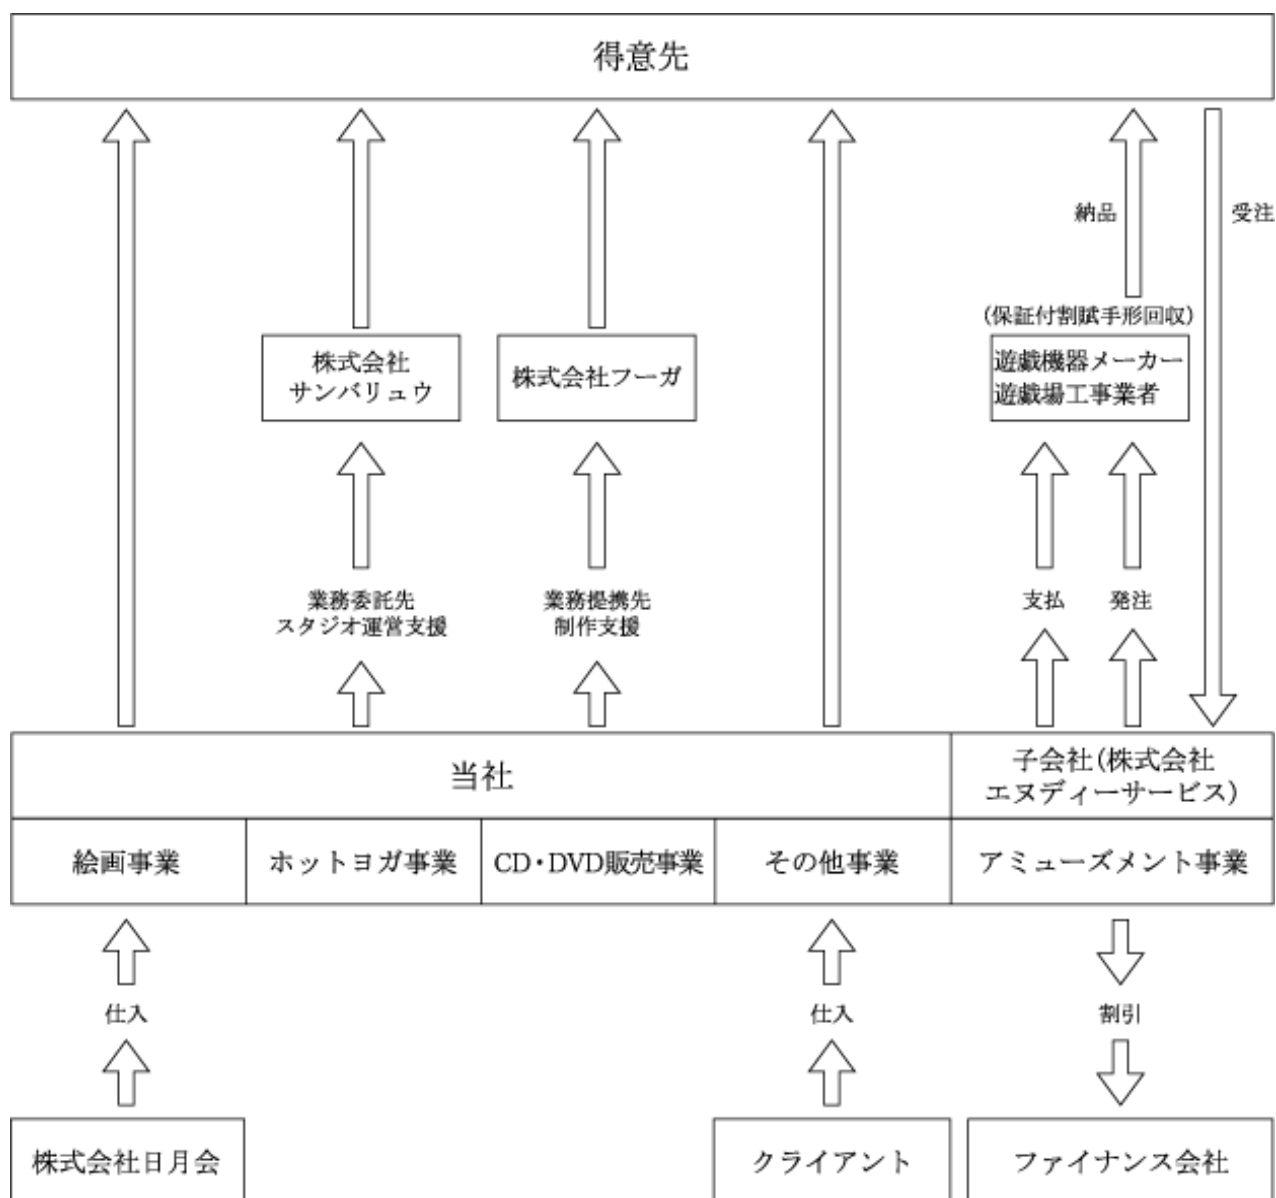 得意先
納品
受注
(保証付割賦手形回収)
株式会社
サンバリュウ
株式会社フーガ
遊戯機器メーカー
遊戯場工事業者
業務委託先
スタジオ運営支援
業務提携先
制作支援
支払
発注
当社
子会社(株式会社
エヌディーサービス)
絵画事業
ホットヨガ事業
CD・DVD販売事業
その他事業
アミューズメント事業
仕入
仕入
割引
株式会社日月会
クライアント
ファイナンス会社